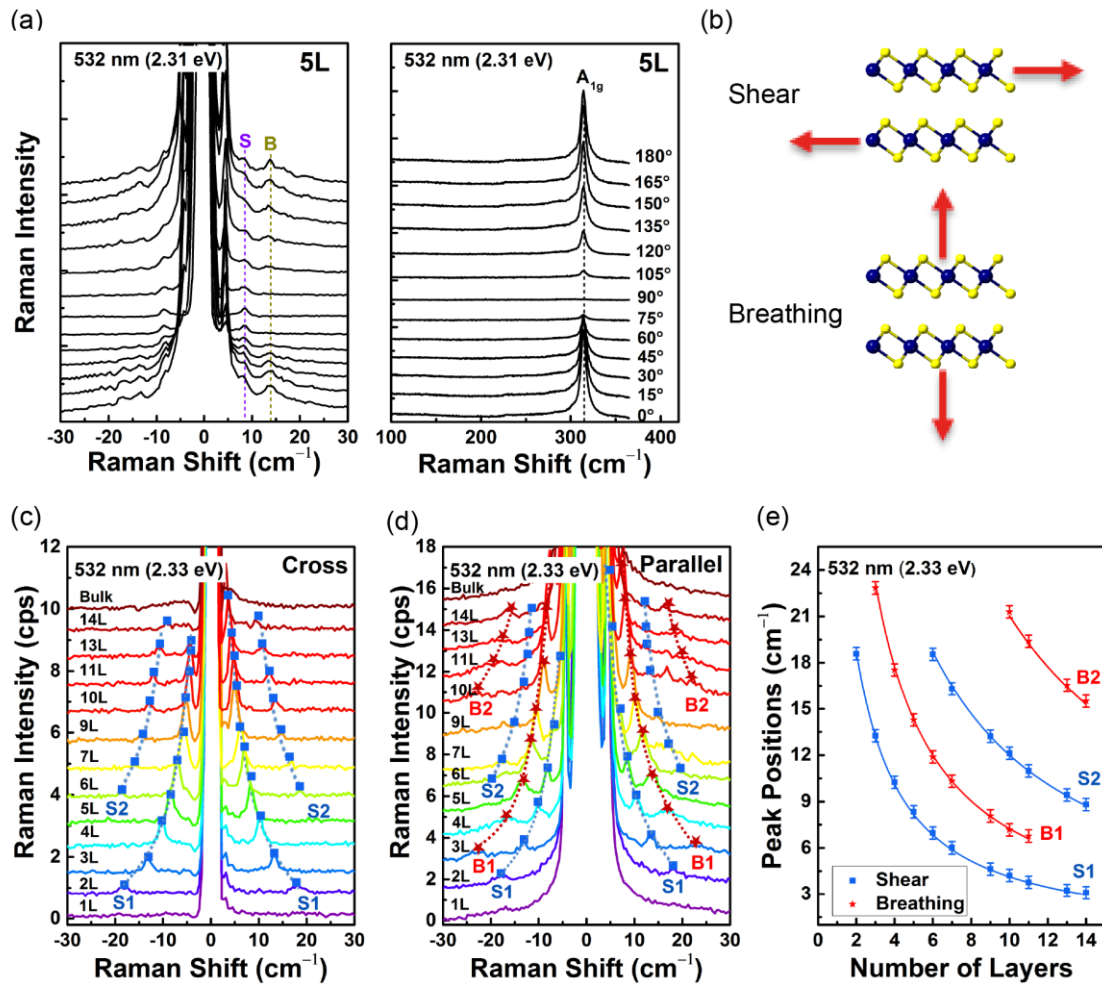 (a)
532 nm (2.31 eV)
5L
S
B
Raman Intensity
-30 -20 -10 0 10 20 30
Raman Shift (cm⁻¹)
532 nm (2.31 eV)
5L
A1g
180°
165°
150°
135°
120°
105°
90°
75°
60°
45°
30°
15°
0°
100 200 300 400
Raman Shift (cm⁻¹)
(b)
Shear
Breathing
(c)
532 nm (2.33 eV)
Cross
Bulk
14L
13L
11L
10L
9L
7L
6L
5L
4L
3L
2L
1L
S2
S2
S1
S1
12
10
8
6
4
2
0
Raman Intensity (cps)
-30 -20 -10 0 10 20 30
Raman Shift (cm⁻¹)
(d)
532 nm (2.33 eV)
Parallel
Bulk
14L
13L
11L
10L
9L
7L
6L
5L
4L
3L
2L
1L
B2
B2
S2
S2
B1
B1
S1
S1
18
16
14
12
10
8
6
4
2
0
Raman Intensity (cps)
-30 -20 -10 0 10 20 30
Raman Shift (cm⁻¹)
(e)
532 nm (2.33 eV)
B2
S2
B1
S1
Shear
Breathing
24
21
18
15
12
9
6
3
Peak Positions (cm⁻¹)
0 2 4 6 8 10 12 14
Number of Layers